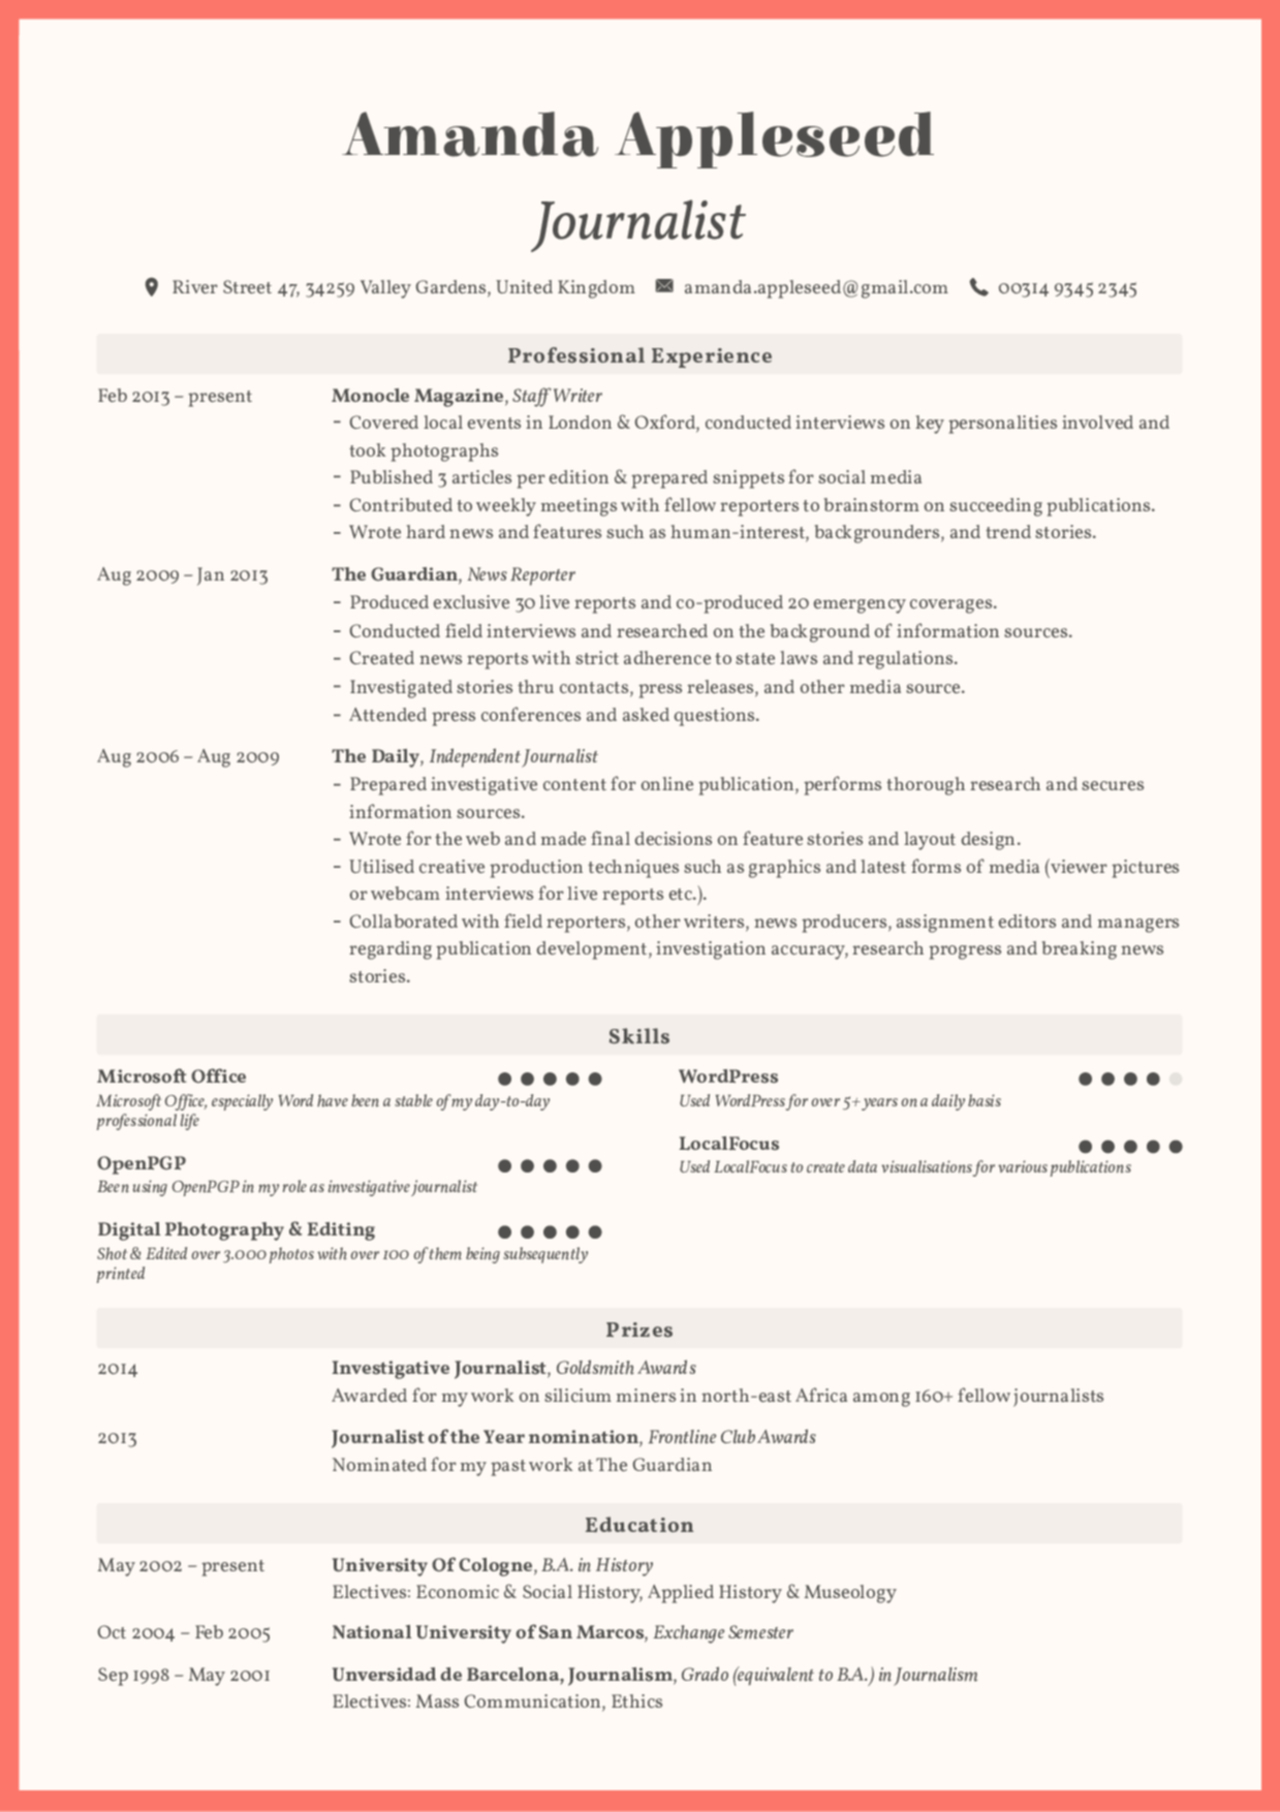 Amanda Appleseed
Journalist
River Street 47, 34259 Valley Gardens, United Kingdom amanda.appleseed@gmail.com 00314 9345 2345
Professional Experience
Feb 2013 – present Monocle Magazine, Staff Writer
- Covered local events in London & Oxford, conducted interviews on key personalities involved and
took photographs
- Published 3 articles per edition & prepared snippets for social media
- Contributed to weekly meetings with fellow reporters to brainstorm on succeeding publications.
- Wrote hard news and features such as human-interest, backgrounders, and trend stories.
Aug 2009 – Jan 2013 The Guardian, News Reporter
- Produced exclusive 30 live reports and co-produced 20 emergency coverages.
- Conducted field interviews and researched on the background of information sources.
- Created news reports with strict adherence to state laws and regulations.
- Investigated stories thru contacts, press releases, and other media source.
- Attended press conferences and asked questions.
Aug 2006 – Aug 2009 The Daily, Independent Journalist
- Prepared investigative content for online publication, performs thorough research and secures
information sources.
- Wrote for the web and made final decisions on feature stories and layout design.
- Utilised creative production techniques such as graphics and latest forms of media (viewer pictures
or webcam interviews for live reports etc.).
- Collaborated with field reporters, other writers, news producers, assignment editors and managers
regarding publication development, investigation accuracy, research progress and breaking news
stories.
Skills
Microsoft Office
Microsoft Office, especially Word have been a stable of my day-to-day
professional life
OpenPGP
Been using OpenPGP in my role as investigative journalist
Digital Photography & Editing
Shot & Edited over 3.000 photos with over 100 of them being subsequently
printed
WordPress
Used WordPress for over 5+ years on a daily basis
LocalFocus
Used LocalFocus to create data visualisations for various publications
Prizes
2014 Investigative Journalist, Goldsmith Awards
Awarded for my work on silicium miners in north-east Africa among 160+ fellow journalists
2013 Journalist of the Year nomination, Frontline Club Awards
Nominated for my past work at The Guardian
Education
May 2002 – present University Of Cologne, B.A. in History
Electives: Economic & Social History, Applied History & Museology
Oct 2004 – Feb 2005 National University of San Marcos, Exchange Semester
Sep 1998 – May 2001 Unversidad de Barcelona, Journalism, Grado (equivalent to B.A.) in Journalism
Electives: Mass Communication, Ethics